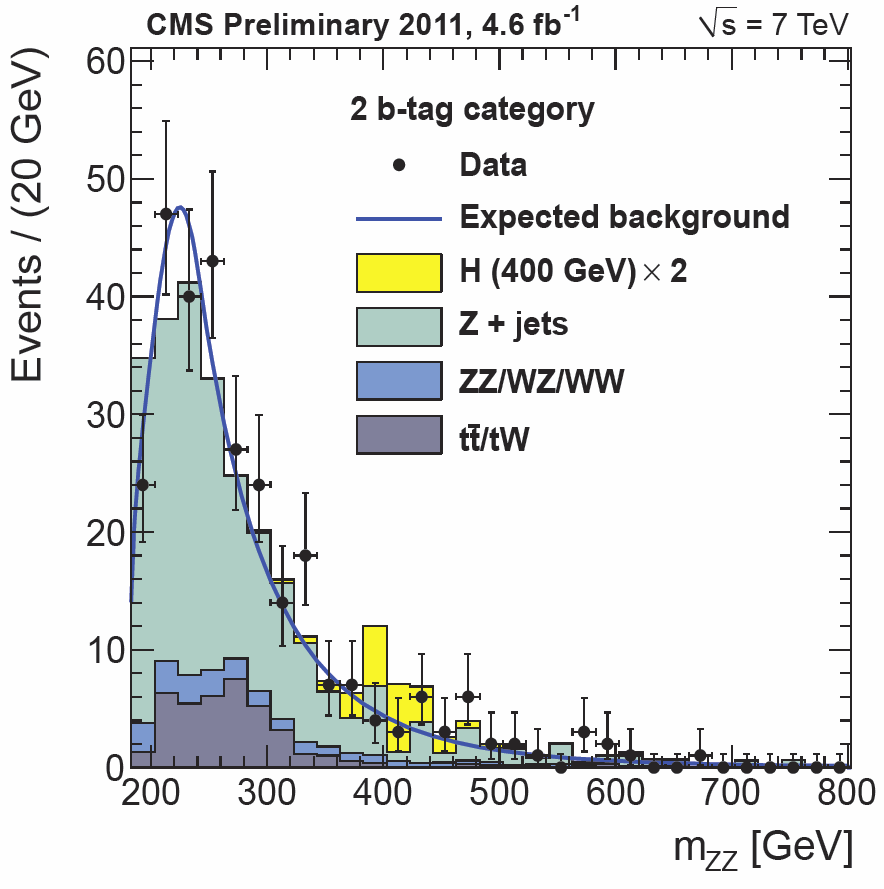 CMS Preliminary 2011, 4.6 fb⁻¹ √s = 7 TeV
Events / (20 GeV)
60
50
40
30
20
10
0
2 b-tag category
Data
Expected background
H (400 GeV) × 2
Z + jets
ZZ/WZ/WW
tt̄/tW
200 300 400 500 600 700 800
m_ZZ [GeV]